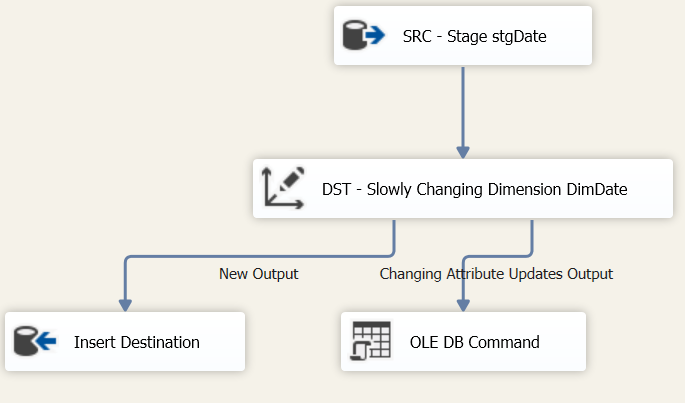 SRC - Stage stgDate
DST - Slowly Changing Dimension DimDate
New Output
Changing Attribute Updates Output
Insert Destination
OLE DB Command